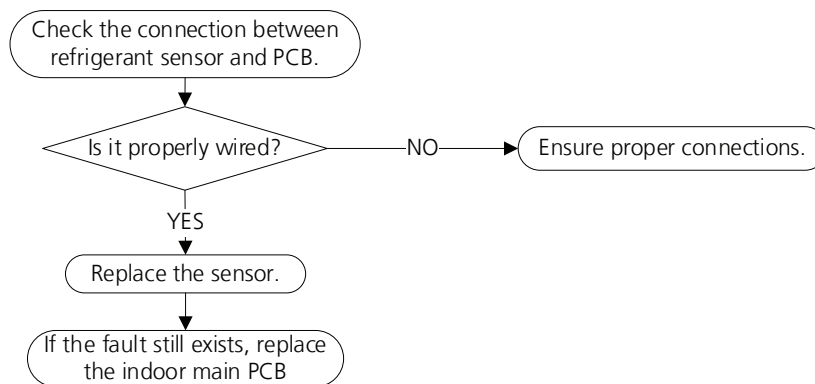 Check the connection between
refrigerant sensor and PCB.
Is it properly wired?
NO
Ensure proper connections.
YES
Replace the sensor.
If the fault still exists, replace
the indoor main PCB